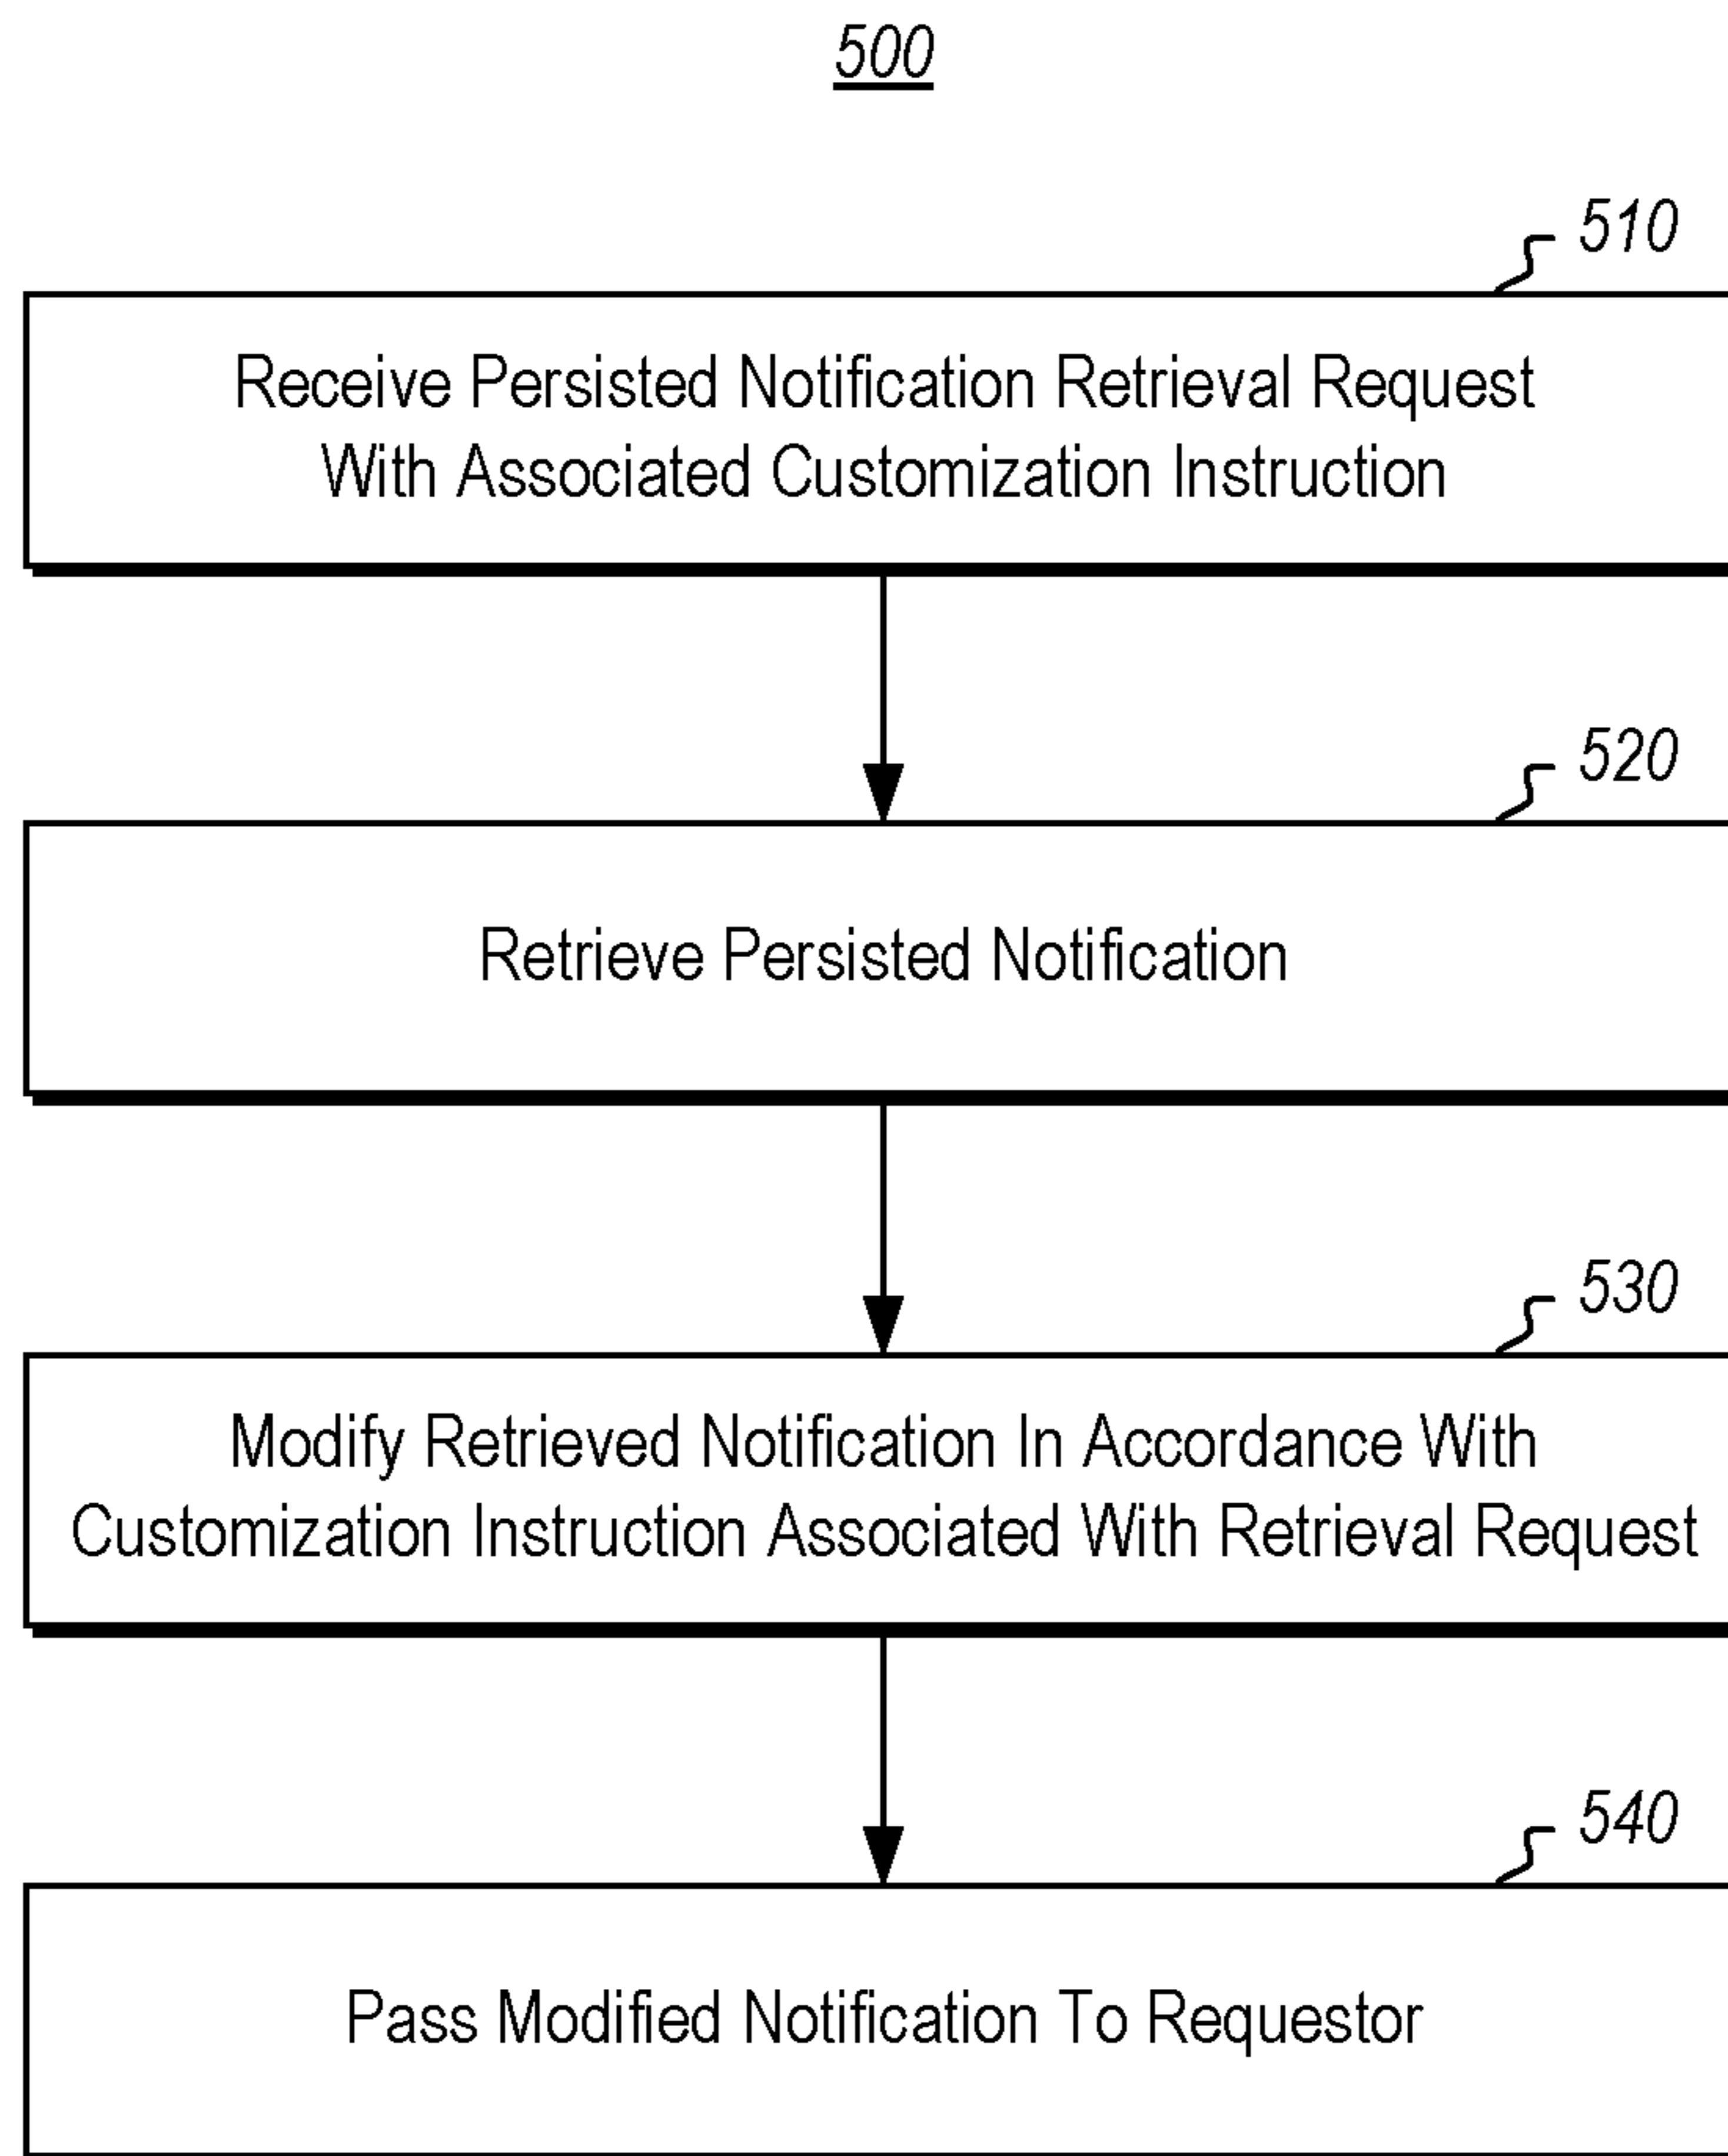 500
510
Receive Persisted Notification Retrieval Request
With Associated Customization Instruction
520
Retrieve Persisted Notification
530
Modify Retrieved Notification In Accordance With
Customization Instruction Associated With Retrieval Request
540
Pass Modified Notification To Requestor